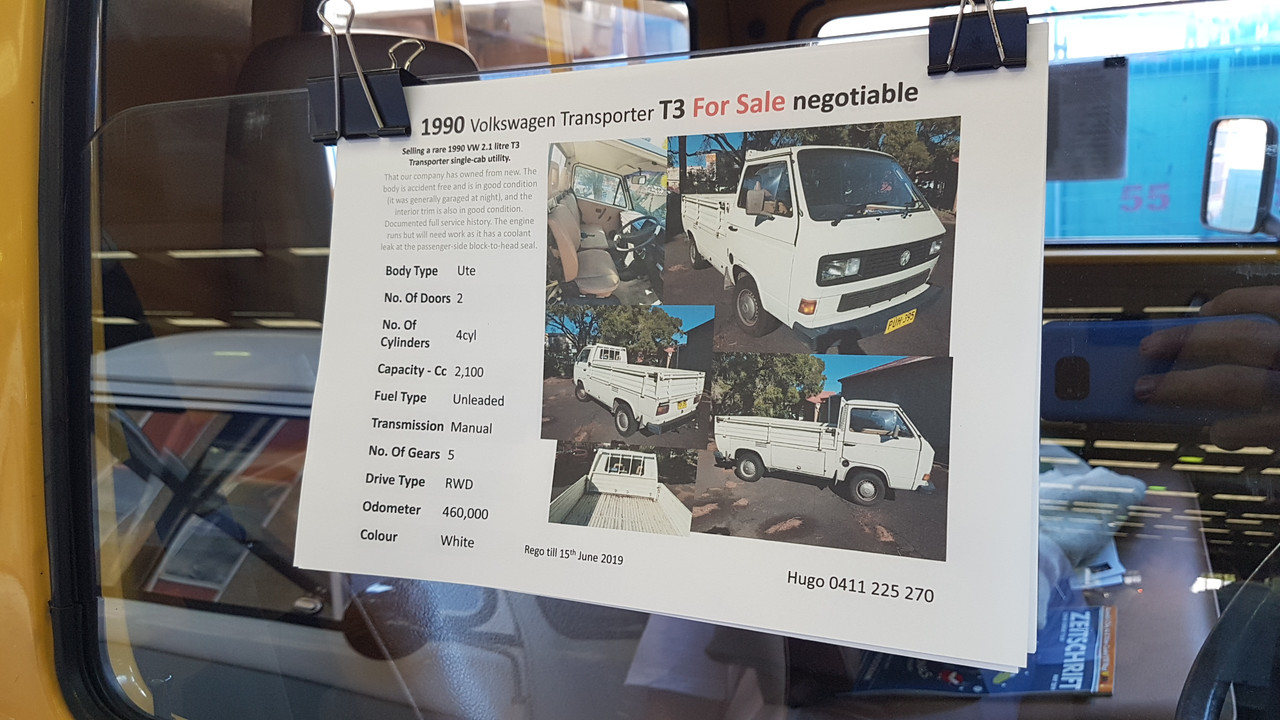 1990 Volkswagen Transporter T3 For Sale negotiable
Selling a rare 1990 VW 2.1 litre T3
Transporter single-cab utility.
That our company has owned from new. The
body is accident free and is in good condition
(it was generally garaged at night), and the
interior trim is also in good condition.
Documented full service history. The engine
runs but will need work as it has a coolant
leak at the passenger-side block-to-head seal.
Body Type Ute
No. Of Doors 2
No. Of
Cylinders 4cyl
Capacity - Cc 2,100
Fuel Type Unleaded
Transmission Manual
No. Of Gears 5
Drive Type RWD
Odometer 460,000
Colour White
Rego till 15th June 2019
Hugo 0411 225 270
55
ZEITSCHRIFT